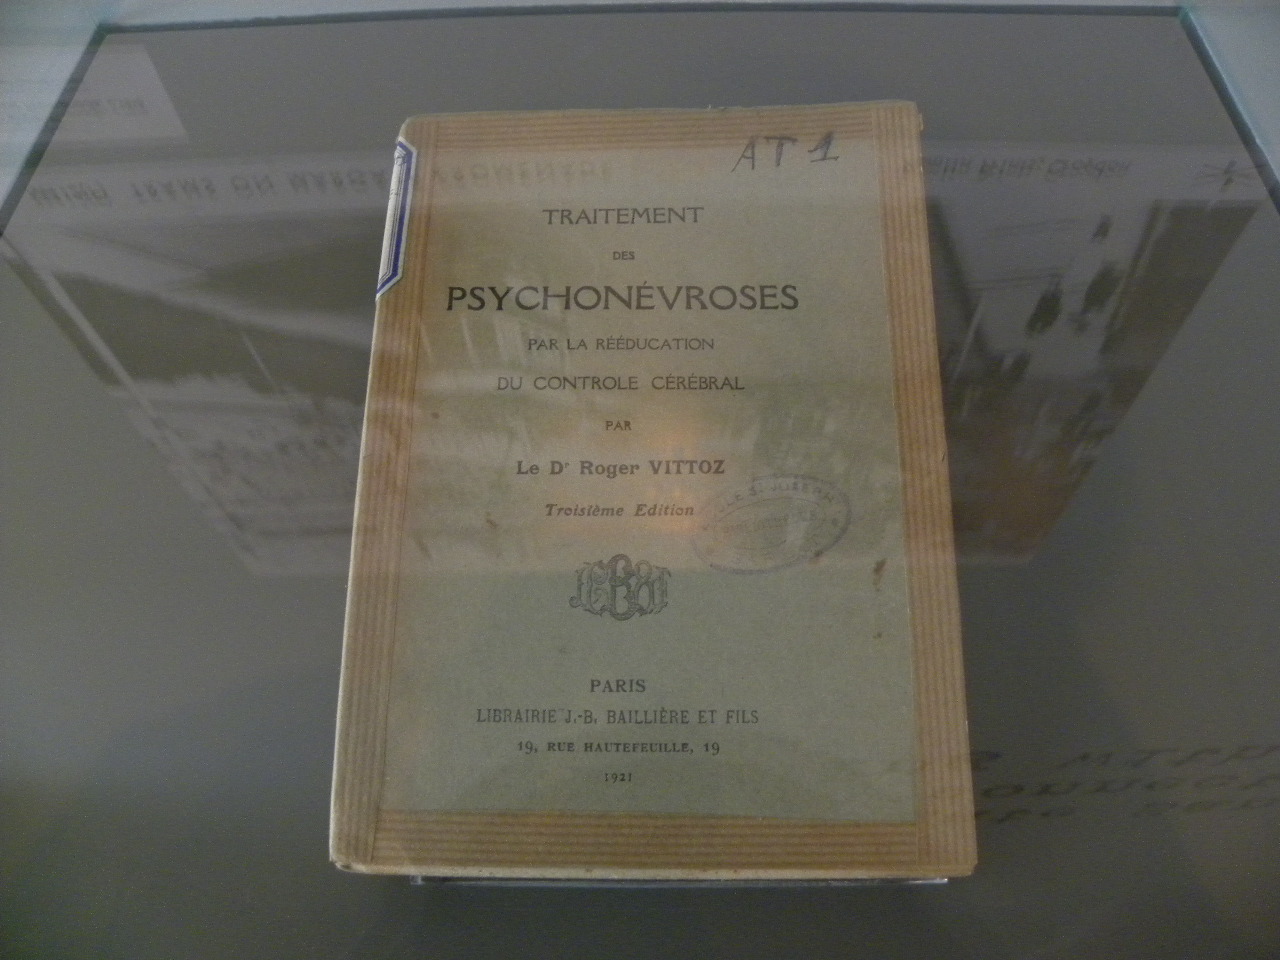 AT 1
TRAITEMENT
DES
PSYCHONÉVROSES
PAR LA RÉÉDUCATION
DU CONTROLE CÉRÉBRAL
PAR
Le Dr Roger VITTOZ
Troisième Edition
PARIS
LIBRAIRIE J.-B. BAILLIÈRE ET FILS
19, RUE HAUTEFEUILLE, 19
1921